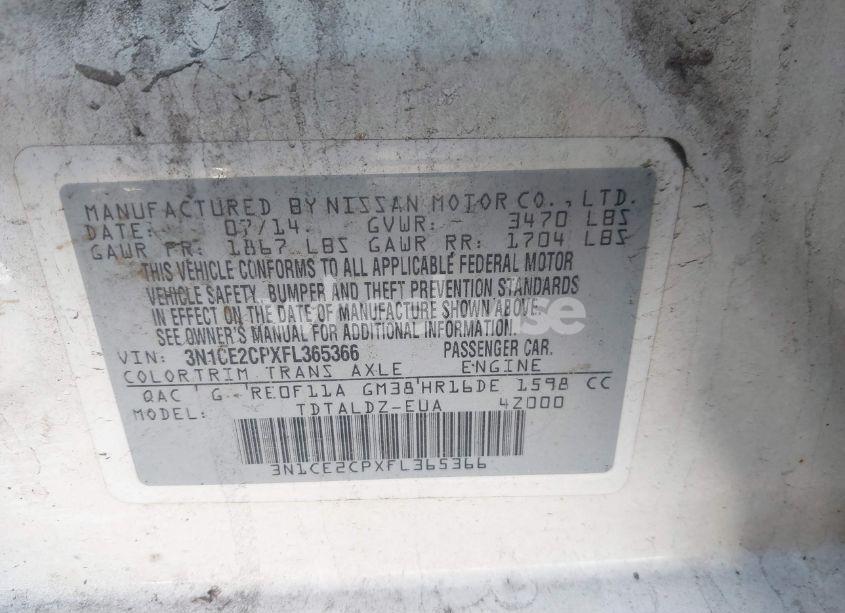 MANUFACTURED BY NISSAN MOTOR CO., LTD.
DATE: 07/14 GVWR: 3470 LBS
GAWR FR: 1867 LBS GAWR RR: 1704 LBS
THIS VEHICLE CONFORMS TO ALL APPLICABLE FEDERAL MOTOR
VEHICLE SAFETY, BUMPER AND THEFT PREVENTION STANDARDS
IN EFFECT ON THE DATE OF MANUFACTURE SHOWN ABOVE.
SEE OWNER'S MANUAL FOR ADDITIONAL INFORMATION.
VIN: 3N1CE2CPXFL365366 PASSENGER CAR.
COLOR TRIM TRANS AXLE ENGINE
QAC G RE0F11A GM38 HR16DE 1598 CC
MODEL: TDTALDZ-EUA 4Z000
3N1CE2CPXFL365366